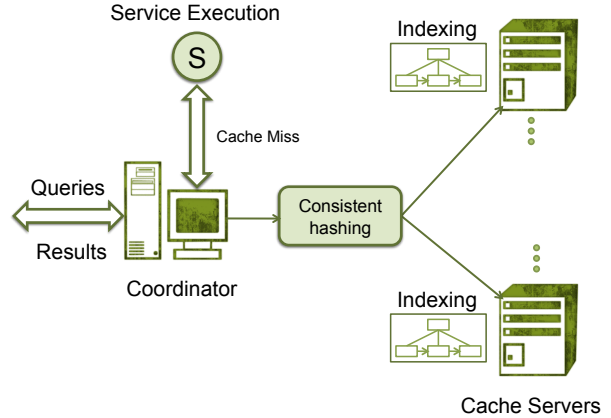 Service Execution
S
Indexing
Cache Miss
Queries
Results
Consistent
hashing
Coordinator
Indexing
Cache Servers